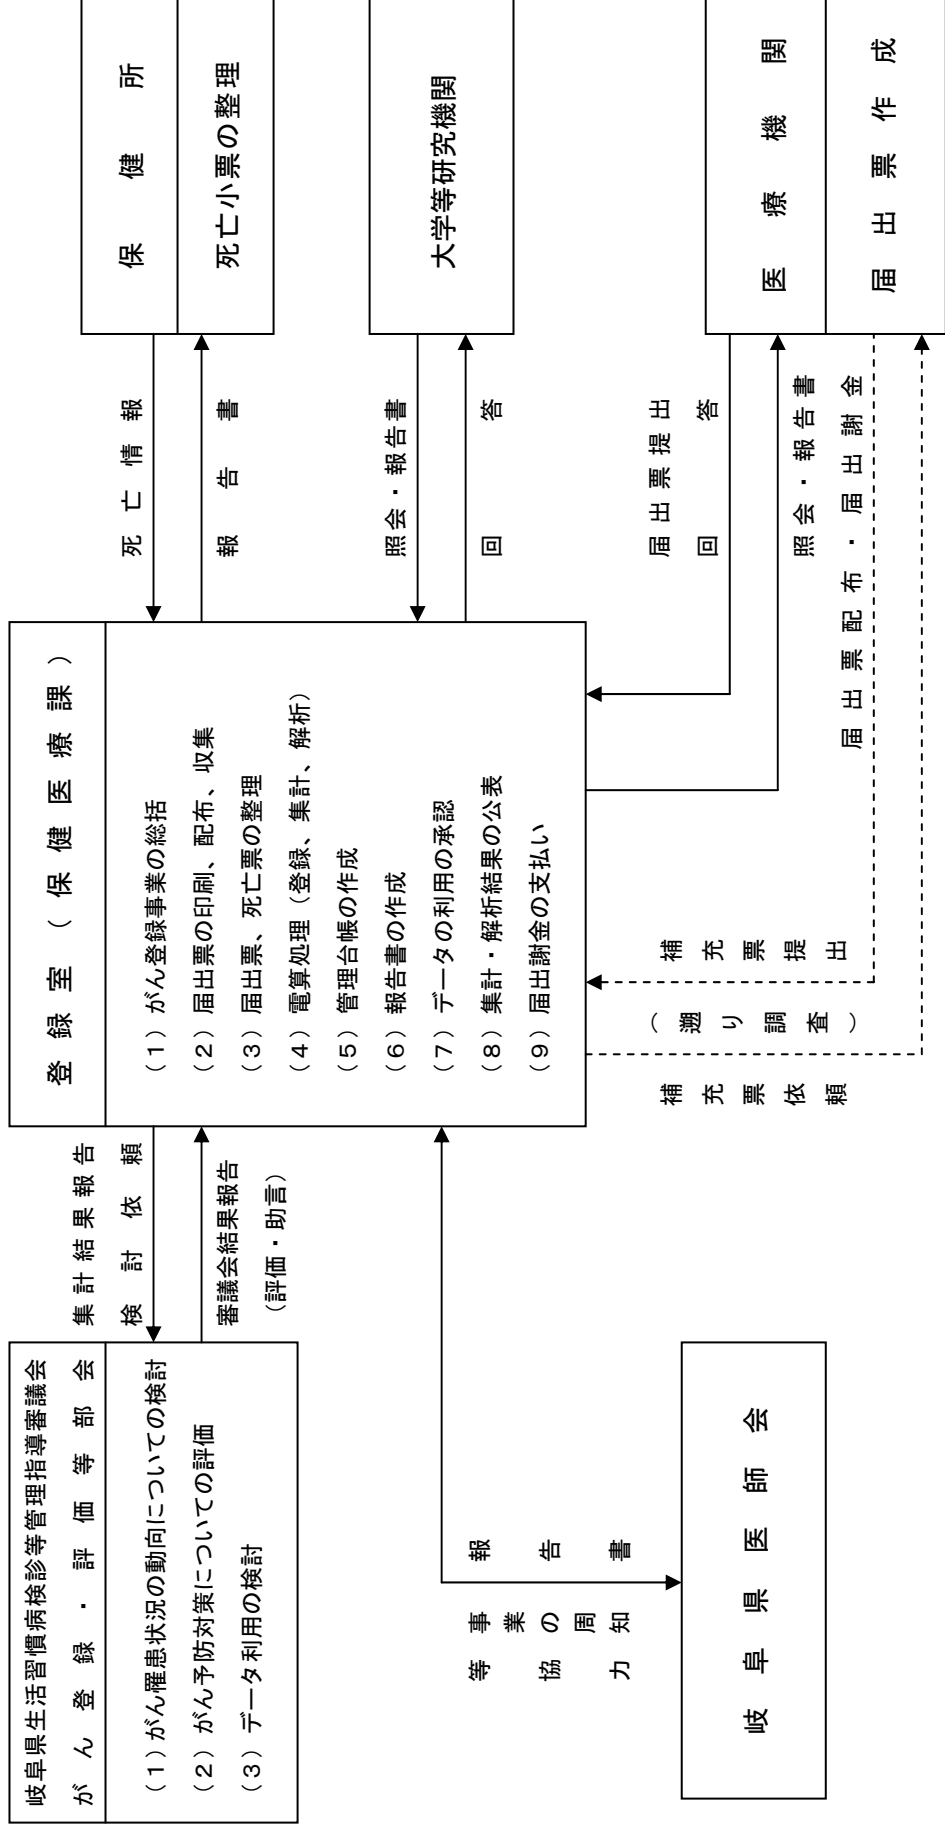 岐阜県生活習慣病検診等管理指導審議会
がん登録・評価等部会
(1)がん罹患状況の動向についての検討
(2)がん予防対策についての評価
(3)データ利用の検討
集計結果報告
検討依頼
審議会結果報告
(評価・助言)
登録室(保健医療課)
(1)がん登録事業の総括
(2)届出票の印刷、配布、収集
(3)届出票、死亡票の整理
(4)電算処理(登録、集計、解析)
(5)管理台帳の作成
(6)報告書の作成
(7)データの利用の承認
(8)集計・解析結果の公表
(9)届出謝金の支払い
死亡情報
報告書
保健所
死亡小票の整理
照会・報告書
回答
大学等研究機関
届出票提出
回答
照会・報告書
届出票配布・届出謝金
医療機関
届出票作成
補充票提出
(遡り調査)
補充票依頼
報告書
事業の周知
等協力
岐阜県医師会